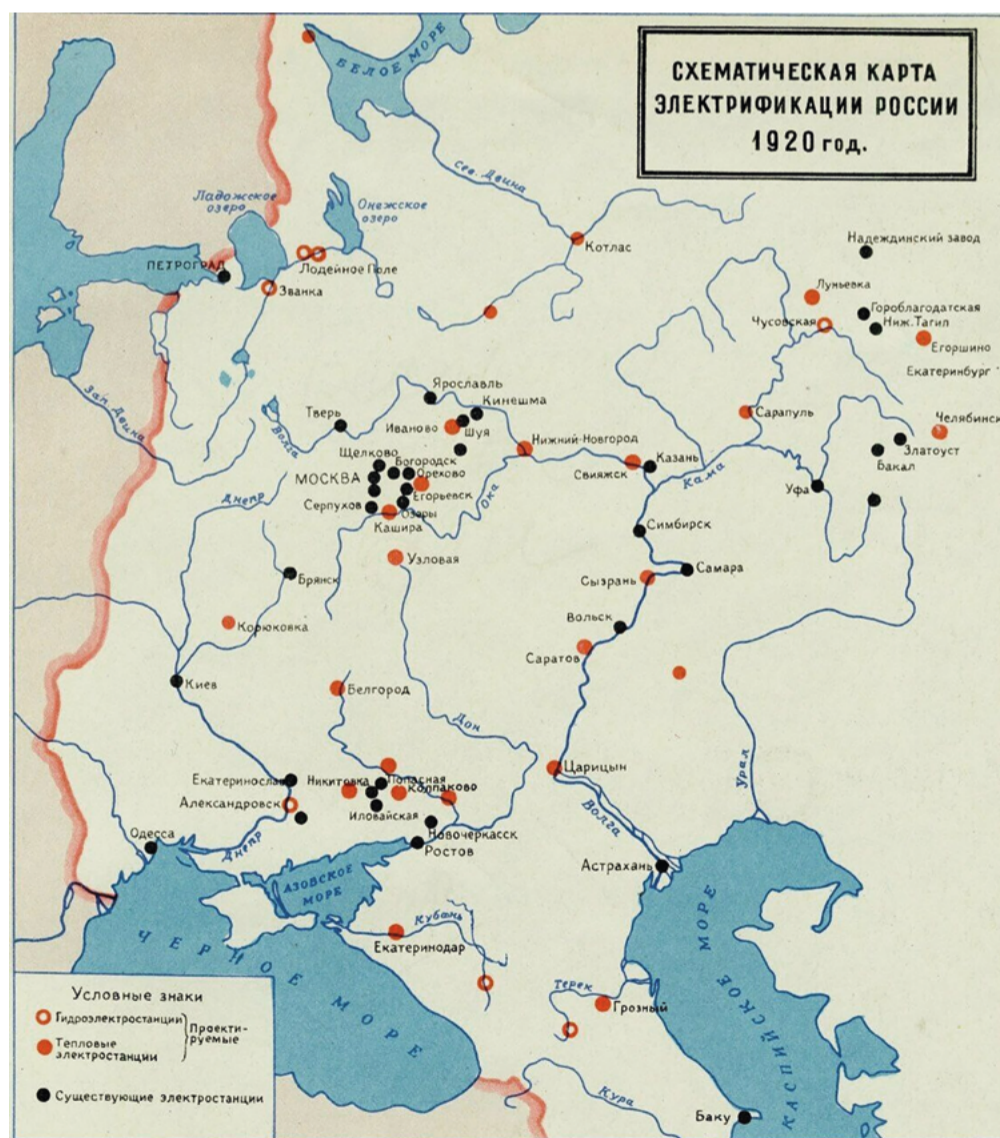 СХЕМАТИЧЕСКАЯ КАРТА
ЭЛЕКТРИФИКАЦИИ РОССИИ
1920 год.
БЕЛОЕ МОРЕ
Сев. Двина
Ладожское
озеро
Онежское
озеро
Котлас
Надеждинский завод
ПЕТРОГРАД
Лодейное Поле
Званка
Луньевка
Гороблагодатская
Чусовская
Ниж. Тагил
Егоршино
Екатеринбург
Зап. Двина
Волга
Ярославль
Кинешма
Тверь
Иваново
Шуя
Сарапуль
Челябинск
Нижний-Новгород
Златоуст
Щелково
Богородск
Казань
Бакал
МОСКВА
Орехово
Свияжск
Кама
Уфа
Днепр
Егорьевск
Ока
Серпухов
Озеры
Кашира
Симбирск
Узловая
Брянск
Сызрань
Самара
Корюковка
Вольск
Саратов
Киев
Белгород
Дон
Царицын
Урал
Екатеринослав
Никитовка
Попасная
Колпаково
Александровск
Иловайская
Волга
Одесса
Днепр
Новочеркасск
Ростов
Астрахань
АЗОВСКОЕ
МОРЕ
Кубань
Екатеринодар
ЧЕРНОЕ МОРЕ
КАСПИЙСКОЕ МОРЕ
Терек
Грозный
Кура
Баку
Условные знаки
Гидроэлектростанции
Тепловые
электростанции
Проекти-
руемые
Существующие электростанции